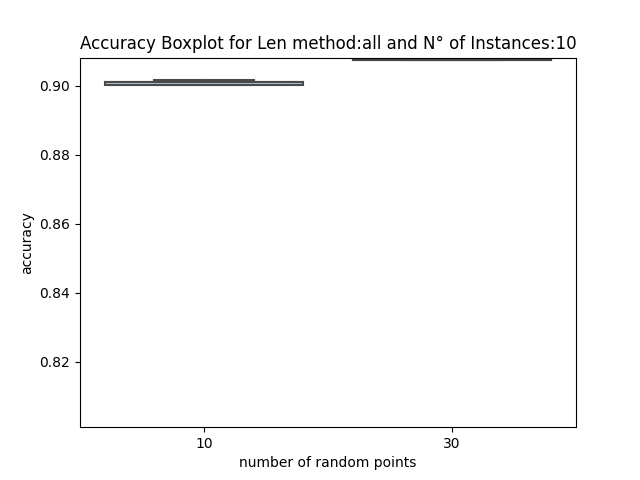 Accuracy Boxplot for Len method:all and N° of Instances:10
0.90
0.88
0.86
0.84
0.82
accuracy
10 30
number of random points